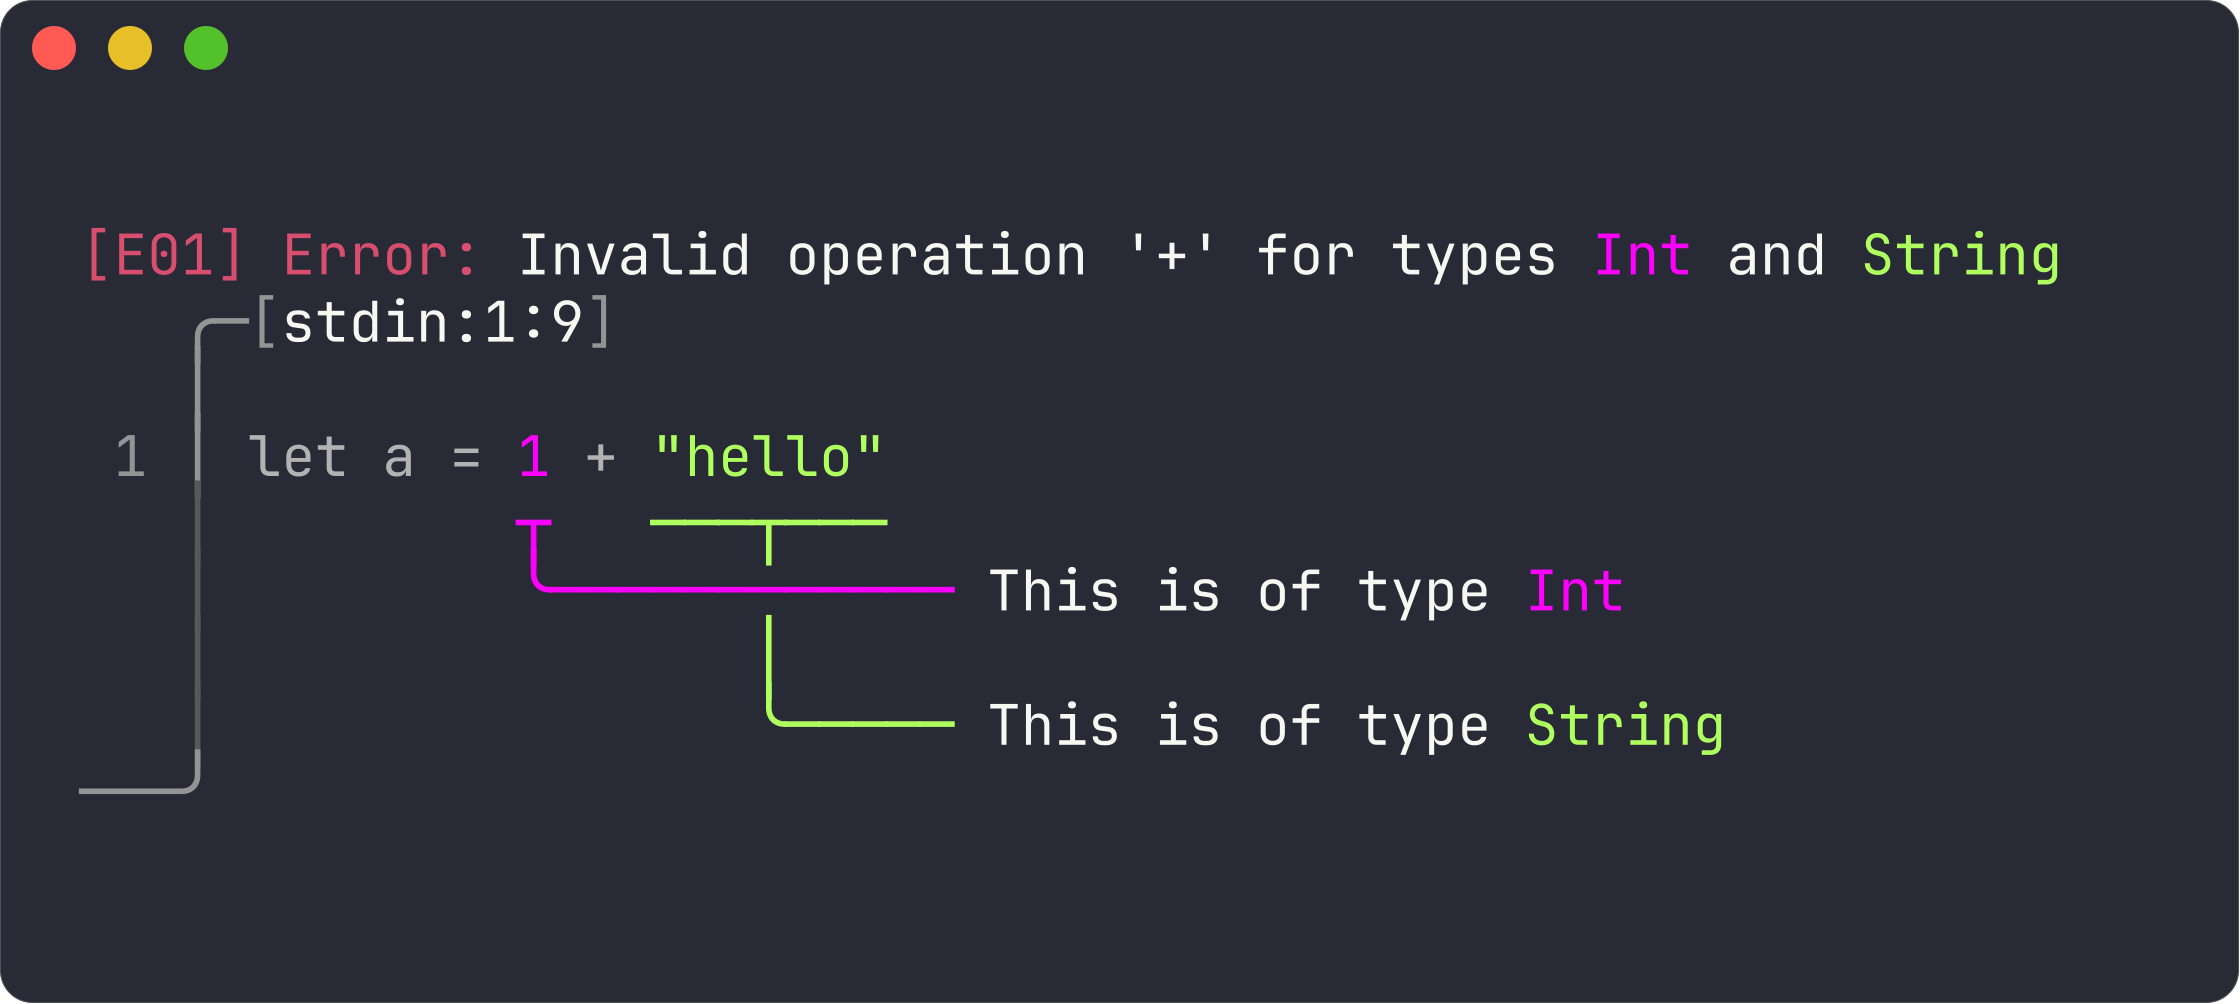 [E01] Error: Invalid operation '+' for types Int and String
[stdin:1:9]
1 let a = 1 + "hello"
This is of type Int
This is of type String